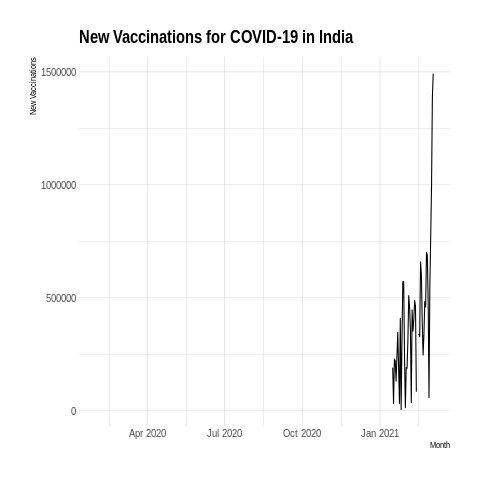 New Vaccinations for COVID-19 in India
New Vaccinations
1500000
1000000
500000
0
Apr 2020 Jul 2020 Oct 2020 Jan 2021
Month